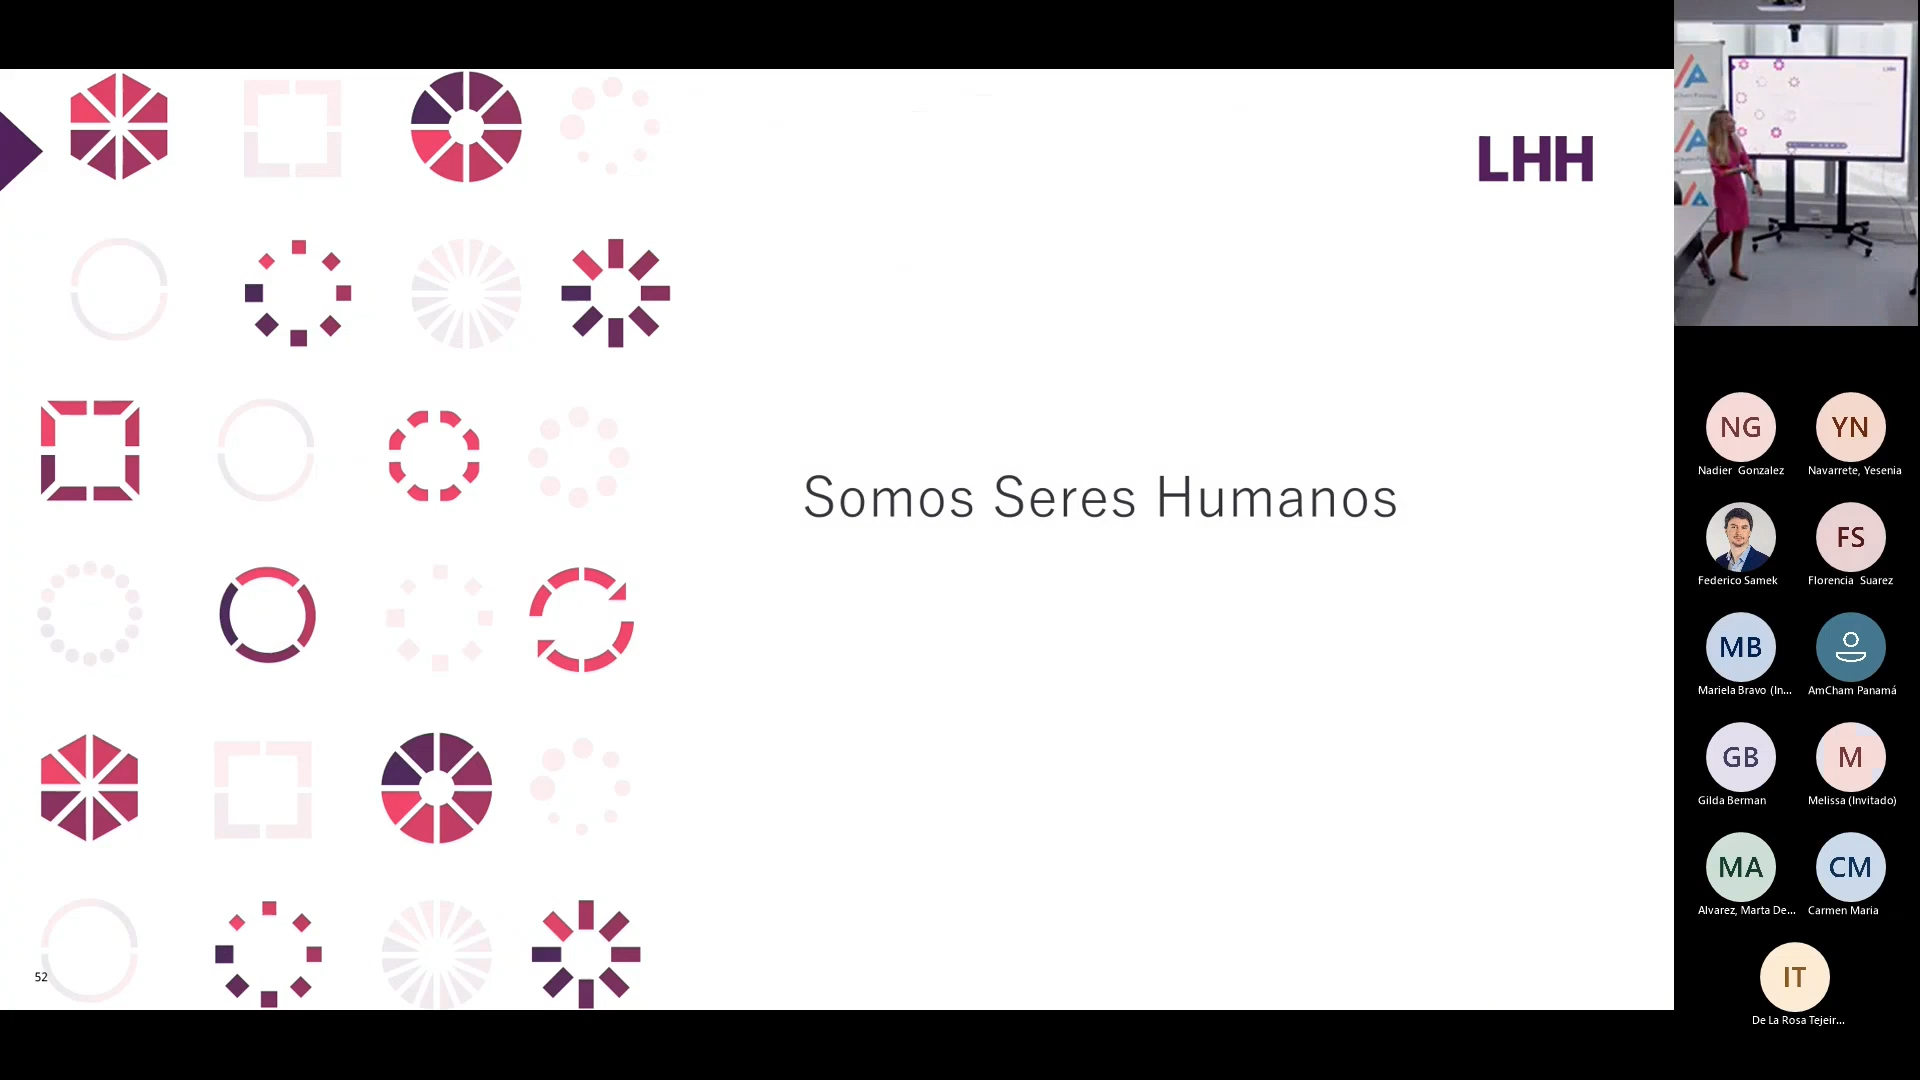 LHH
Somos Seres Humanos
52
NG
Nadier Gonzalez
YN
Navarrete, Yesenia
Federico Samek
FS
Florencia Suarez
MB
Mariela Bravo (In...
AmCham Panamá
GB
Gilda Berman
M
Melissa (Invitado)
MA
Alvarez, Marta De...
CM
Carmen Maria
IT
De La Rosa Tejeir...